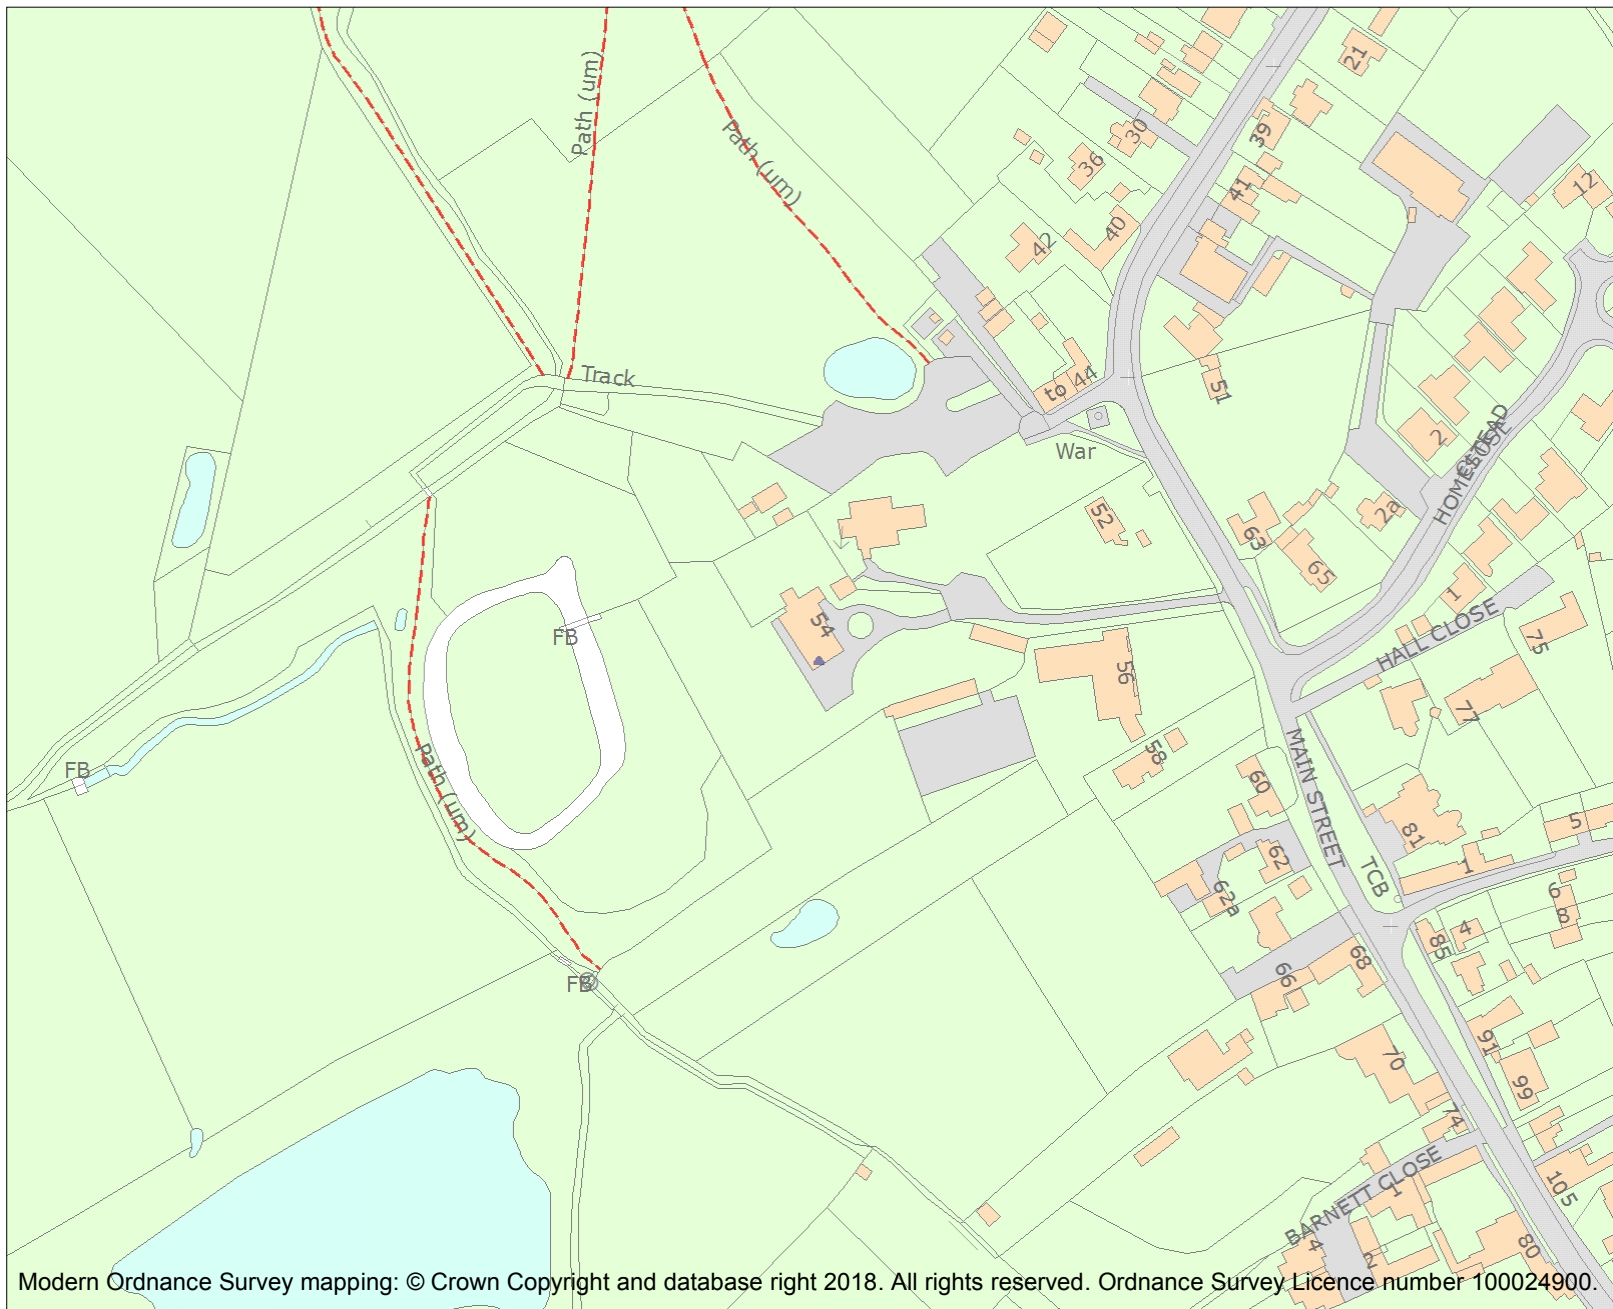 21
Path (um)
39
30
Path (um)
36
12
41
40
42
Track
to 44
51
War
2
HOMESTEAD
CLOSE
52
2a
63
65
1
54
FB
HALL CLOSE
75
56
77
Path (um)
58
FB
60
MAIN STREET
5
81
62
TCB
1
62a
6
8
4
85
68
66
FB
91
70
99
74
BARNETT CLOSE
1
105
4
2
80
Modern Ordnance Survey mapping: © Crown Copyright and database right 2018. All rights reserved. Ordnance Survey Licence number 100024900.